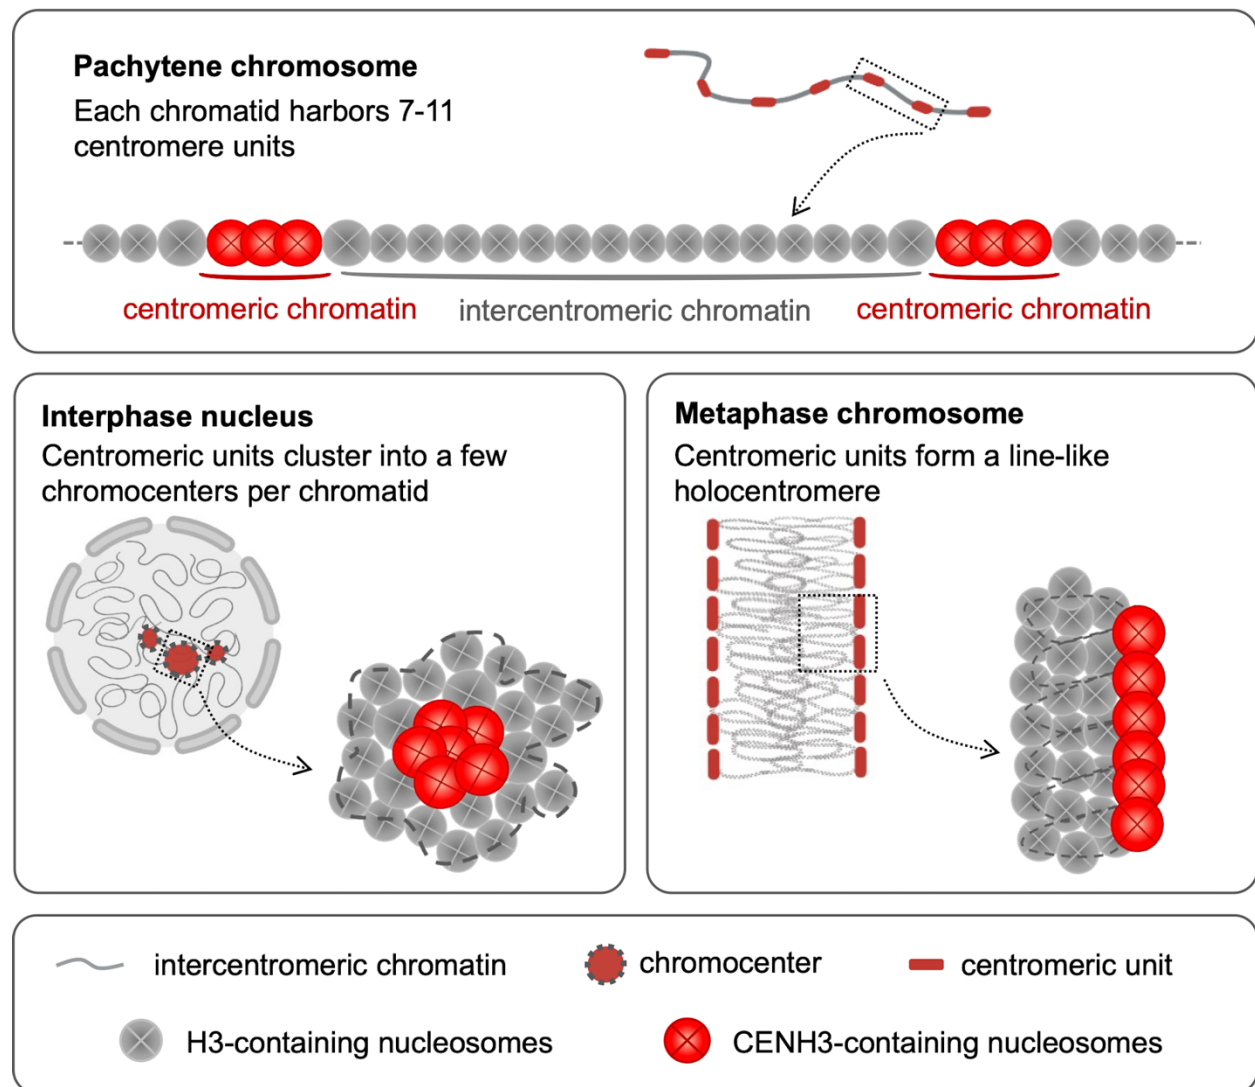 Pachytene chromosome
Each chromatid harbors 7-11
centromere units
centromeric chromatin
intercentromeric chromatin
centromeric chromatin
Interphase nucleus
Centromeric units cluster into a few
chromocenters per chromatid
Metaphase chromosome
Centromeric units form a line-like
holocentromere
intercentromeric chromatin
chromocenter
centromeric unit
H3-containing nucleosomes
CENH3-containing nucleosomes